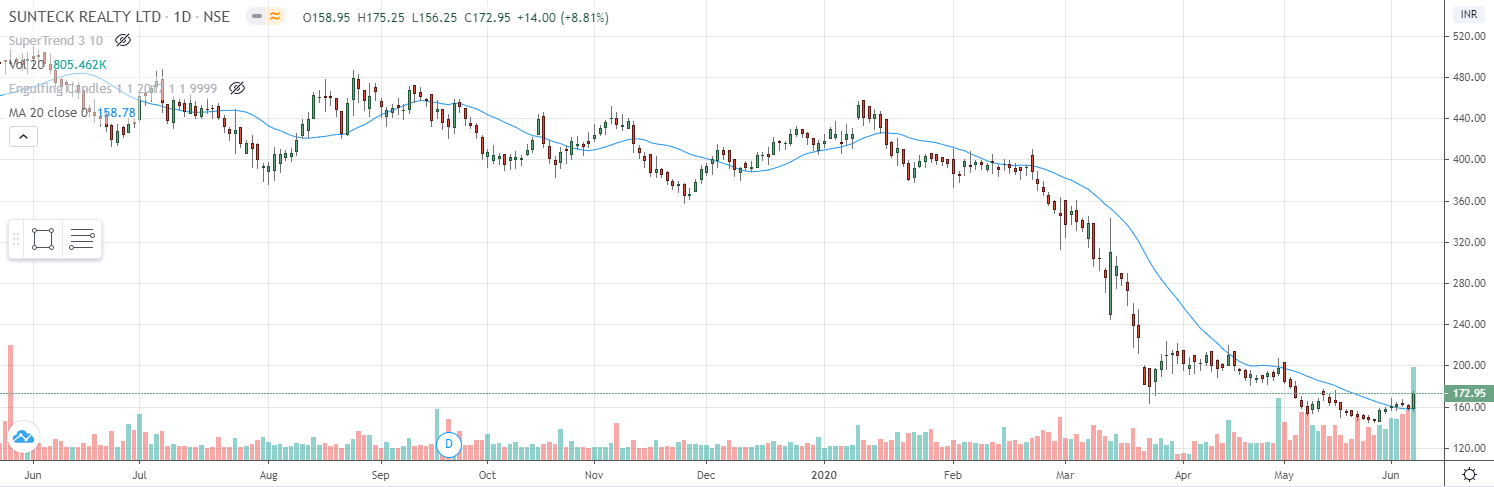 SUNTECK REALTY LTD · 1D · NSE O158.95 H175.25 L156.25 C172.95 +14.00 (+8.81%)
SuperTrend 3 10
Vol 20 805.462K
Engulfing Candles 1 1 20 1 1 9999
MA 20 close 0 158.78
INR
520.00
480.00
440.00
400.00
360.00
320.00
280.00
240.00
200.00
172.95
160.00
120.00
D
Jun Jul Aug Sep Oct Nov Dec 2020 Feb Mar Apr May Jun